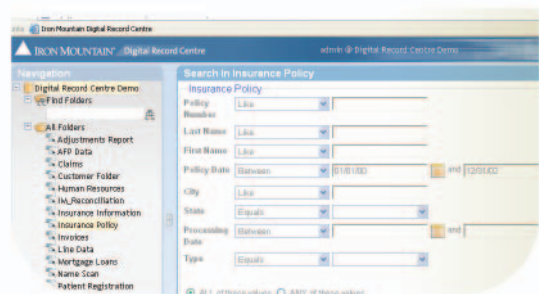 Iron Mountain Digital Record Centre
IRON MOUNTAIN® Digital Record Centre
admin @ Digital Record Centre Demo
Navigation
Digital Record Centre Demo
Find Folders
All Folders
Adjustments Report
AFP Data
Claims
Customer Folder
Human Resources
IM_Reconciliation
Insurance Information
Insurance Policy
Invoices
Line Data
Mortgage Loans
Name Scan
Patient Registration
Search in Insurance Policy
Insurance Policy
Policy Number Like
Last Name Like
First Name Like
Policy Date Between 01/01/00 and 12/31/02
City Like
State Equals
Processing Date Between and
Type Equals
ALL of these values ANY of these values